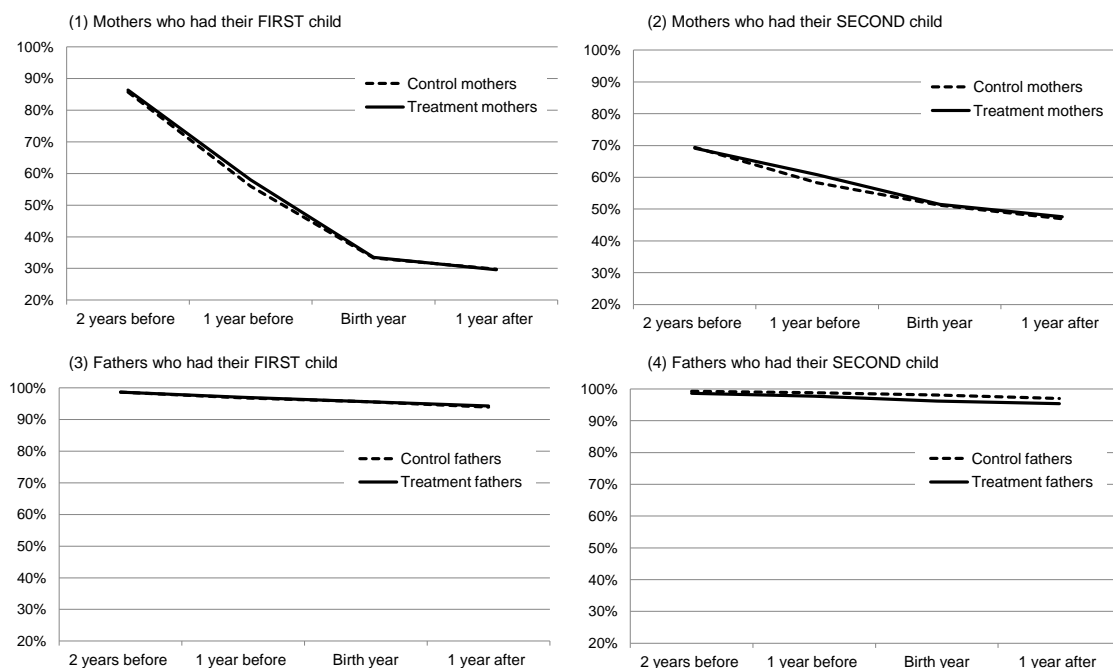 (1) Mothers who had their FIRST child
100%
90%
80%
70%
60%
50%
40%
30%
20%
Control mothers
Treatment mothers
2 years before 1 year before Birth year 1 year after
(2) Mothers who had their SECOND child
100%
90%
80%
70%
60%
50%
40%
30%
20%
Control mothers
Treatment mothers
2 years before 1 year before Birth year 1 year after
(3) Fathers who had their FIRST child
100%
90%
80%
70%
60%
50%
40%
30%
20%
Control fathers
Treatment fathers
2 years before 1 year before Birth year 1 year after
(4) Fathers who had their SECOND child
100%
90%
80%
70%
60%
50%
40%
30%
20%
Control fathers
Treatment fathers
2 years before 1 year before Birth year 1 year after